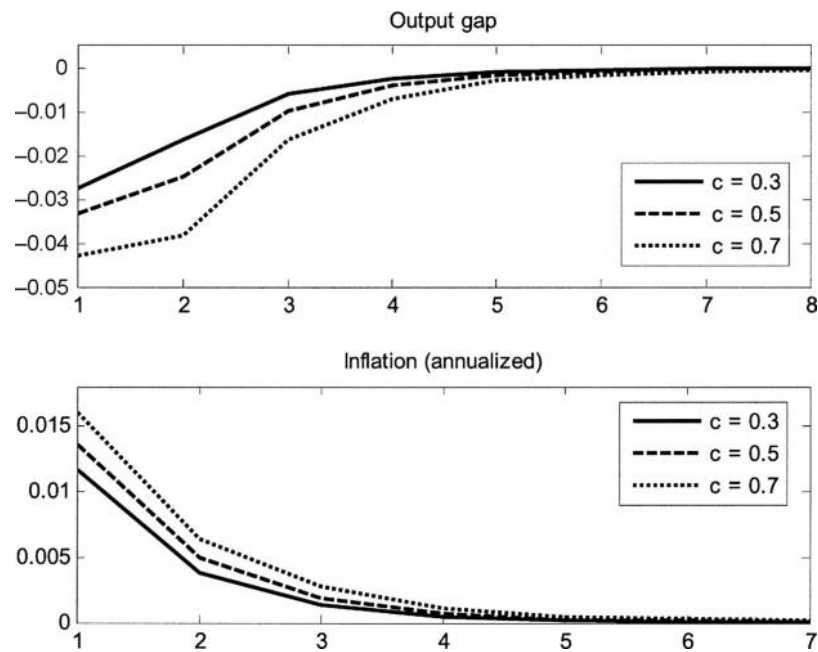 Output gap
0
–0.01
–0.02
–0.03
–0.04
–0.05
c = 0.3
c = 0.5
c = 0.7
1 2 3 4 5 6 7 8
Inflation (annualized)
0.015
0.01
0.005
0
c = 0.3
c = 0.5
c = 0.7
1 2 3 4 5 6 7